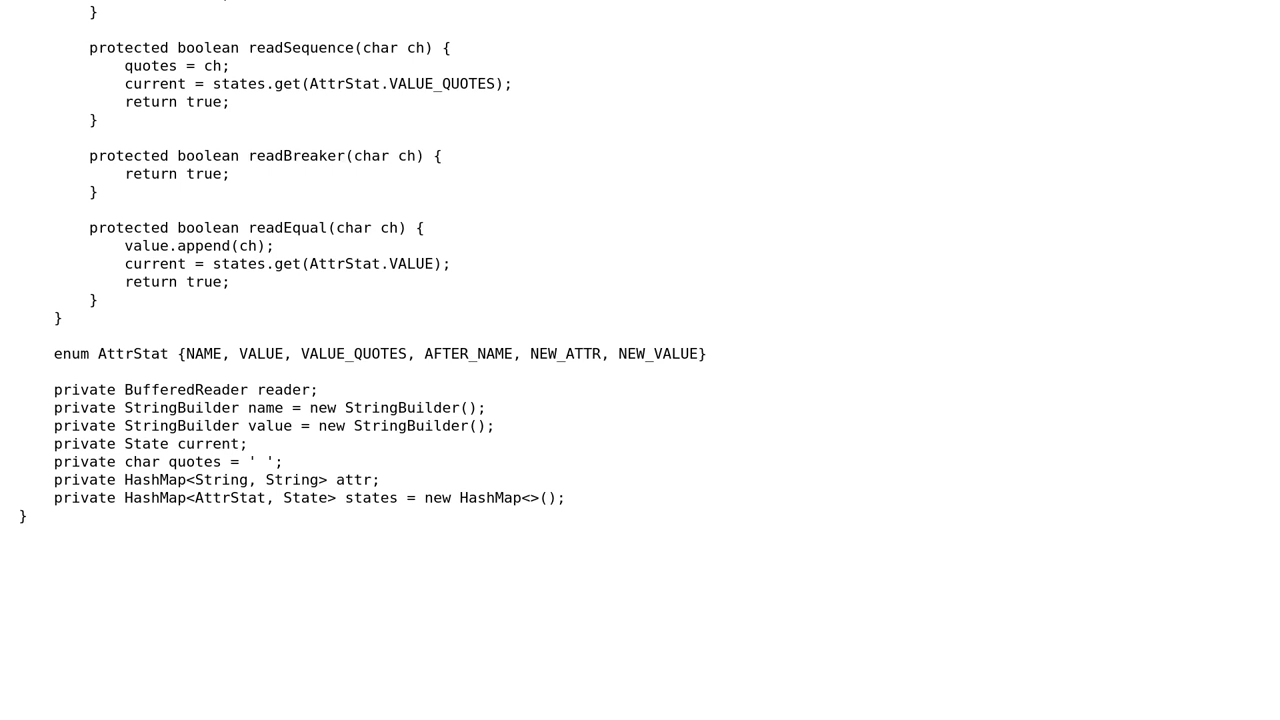 }

        protected boolean readSequence(char ch) {
            quotes = ch;
            current = states.get(AttrStat.VALUE_QUOTES);
            return true;
        }

        protected boolean readBreaker(char ch) {
            return true;
        }

        protected boolean readEqual(char ch) {
            value.append(ch);
            current = states.get(AttrStat.VALUE);
            return true;
        }
    }

    enum AttrStat {NAME, VALUE, VALUE_QUOTES, AFTER_NAME, NEW_ATTR, NEW_VALUE}

    private BufferedReader reader;
    private StringBuilder name = new StringBuilder();
    private StringBuilder value = new StringBuilder();
    private State current;
    private char quotes = ' ';
    private HashMap<String, String> attr;
    private HashMap<AttrStat, State> states = new HashMap<>();
}